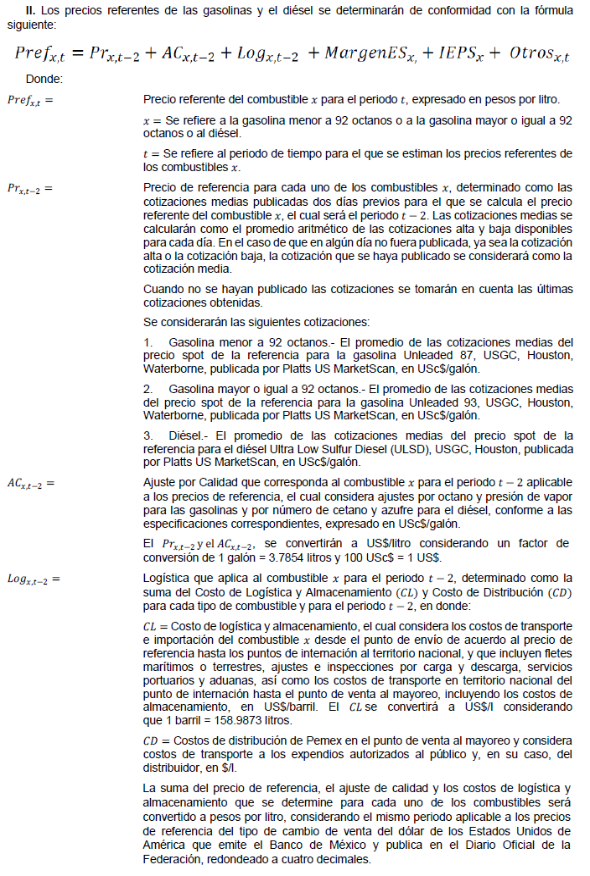 II. Los precios referentes de las gasolinas y el diésel se determinarán de conformidad con la fórmula
siguiente:
Pref_{x,t} = Pr_{x,t−2} + AC_{x,t−2} + Log_{x,t−2} + MargenES_{x,} + IEPS_x + Otros_{x,t}
Donde:
Pref_{x,t} = Precio referente del combustible x para el periodo t, expresado en pesos por litro.
x = Se refiere a la gasolina menor a 92 octanos o a la gasolina mayor o igual a 92
octanos o al diésel.
t = Se refiere al periodo de tiempo para el que se estiman los precios referentes de
los combustibles x.
Pr_{x,t−2} = Precio de referencia para cada uno de los combustibles x, determinado como las
cotizaciones medias publicadas dos días previos para el que se calcula el precio
referente del combustible x, el cual será el periodo t − 2. Las cotizaciones medias se
calcularán como el promedio aritmético de las cotizaciones alta y baja disponibles
para cada día. En el caso de que en algún día no fuera publicada, ya sea la cotización
alta o la cotización baja, la cotización que se haya publicado se considerará como la
cotización media.
Cuando no se hayan publicado las cotizaciones se tomarán en cuenta las últimas
cotizaciones obtenidas.
Se considerarán las siguientes cotizaciones:
1. Gasolina menor a 92 octanos.- El promedio de las cotizaciones medias del
precio spot de la referencia para la gasolina Unleaded 87, USGC, Houston,
Waterborne, publicada por Platts US MarketScan, en USc$/galón.
2. Gasolina mayor o igual a 92 octanos.- El promedio de las cotizaciones medias
del precio spot de la referencia para la gasolina Unleaded 93, USGC, Houston,
Waterborne, publicada por Platts US MarketScan, en USc$/galón.
3. Diésel.- El promedio de las cotizaciones medias del precio spot de la
referencia para el diésel Ultra Low Sulfur Diesel (ULSD), USGC, Houston, publicada
por Platts US MarketScan, en USc$/galón.
AC_{x,t−2} = Ajuste por Calidad que corresponda al combustible x para el periodo t − 2 aplicable
a los precios de referencia, el cual considera ajustes por octano y presión de vapor
para las gasolinas y por número de cetano y azufre para el diésel, conforme a las
especificaciones correspondientes, expresado en USc$/galón.
El Pr_{x,t−2} y el AC_{x,t−2}, se convertirán a US$/litro considerando un factor de
conversión de 1 galón = 3.7854 litros y 100 USc$ = 1 US$.
Log_{x,t−2} = Logística que aplica al combustible x para el periodo t − 2, determinado como la
suma del Costo de Logística y Almacenamiento (CL) y Costo de Distribución (CD)
para cada tipo de combustible y para el periodo t − 2, en donde:
CL = Costo de logística y almacenamiento, el cual considera los costos de transporte
e importación del combustible x desde el punto de envío de acuerdo al precio de
referencia hasta los puntos de internación al territorio nacional, y que incluyen fletes
marítimos o terrestres, ajustes e inspecciones por carga y descarga, servicios
portuarios y aduanas, así como los costos de transporte en territorio nacional del
punto de internación hasta el punto de venta al mayoreo, incluyendo los costos de
almacenamiento, en US$/barril. El CL se convertirá a US$/l considerando
que 1 barril = 158.9873 litros.
CD = Costos de distribución de Pemex en el punto de venta al mayoreo y considera
costos de transporte a los expendios autorizados al público y, en su caso, del
distribuidor, en $/l.
La suma del precio de referencia, el ajuste de calidad y los costos de logística y
almacenamiento que se determine para cada uno de los combustibles será
convertido a pesos por litro, considerando el mismo periodo aplicable a los precios
de referencia del tipo de cambio de venta del dólar de los Estados Unidos de
América que emite el Banco de México y publica en el Diario Oficial de la
Federación, redondeado a cuatro decimales.